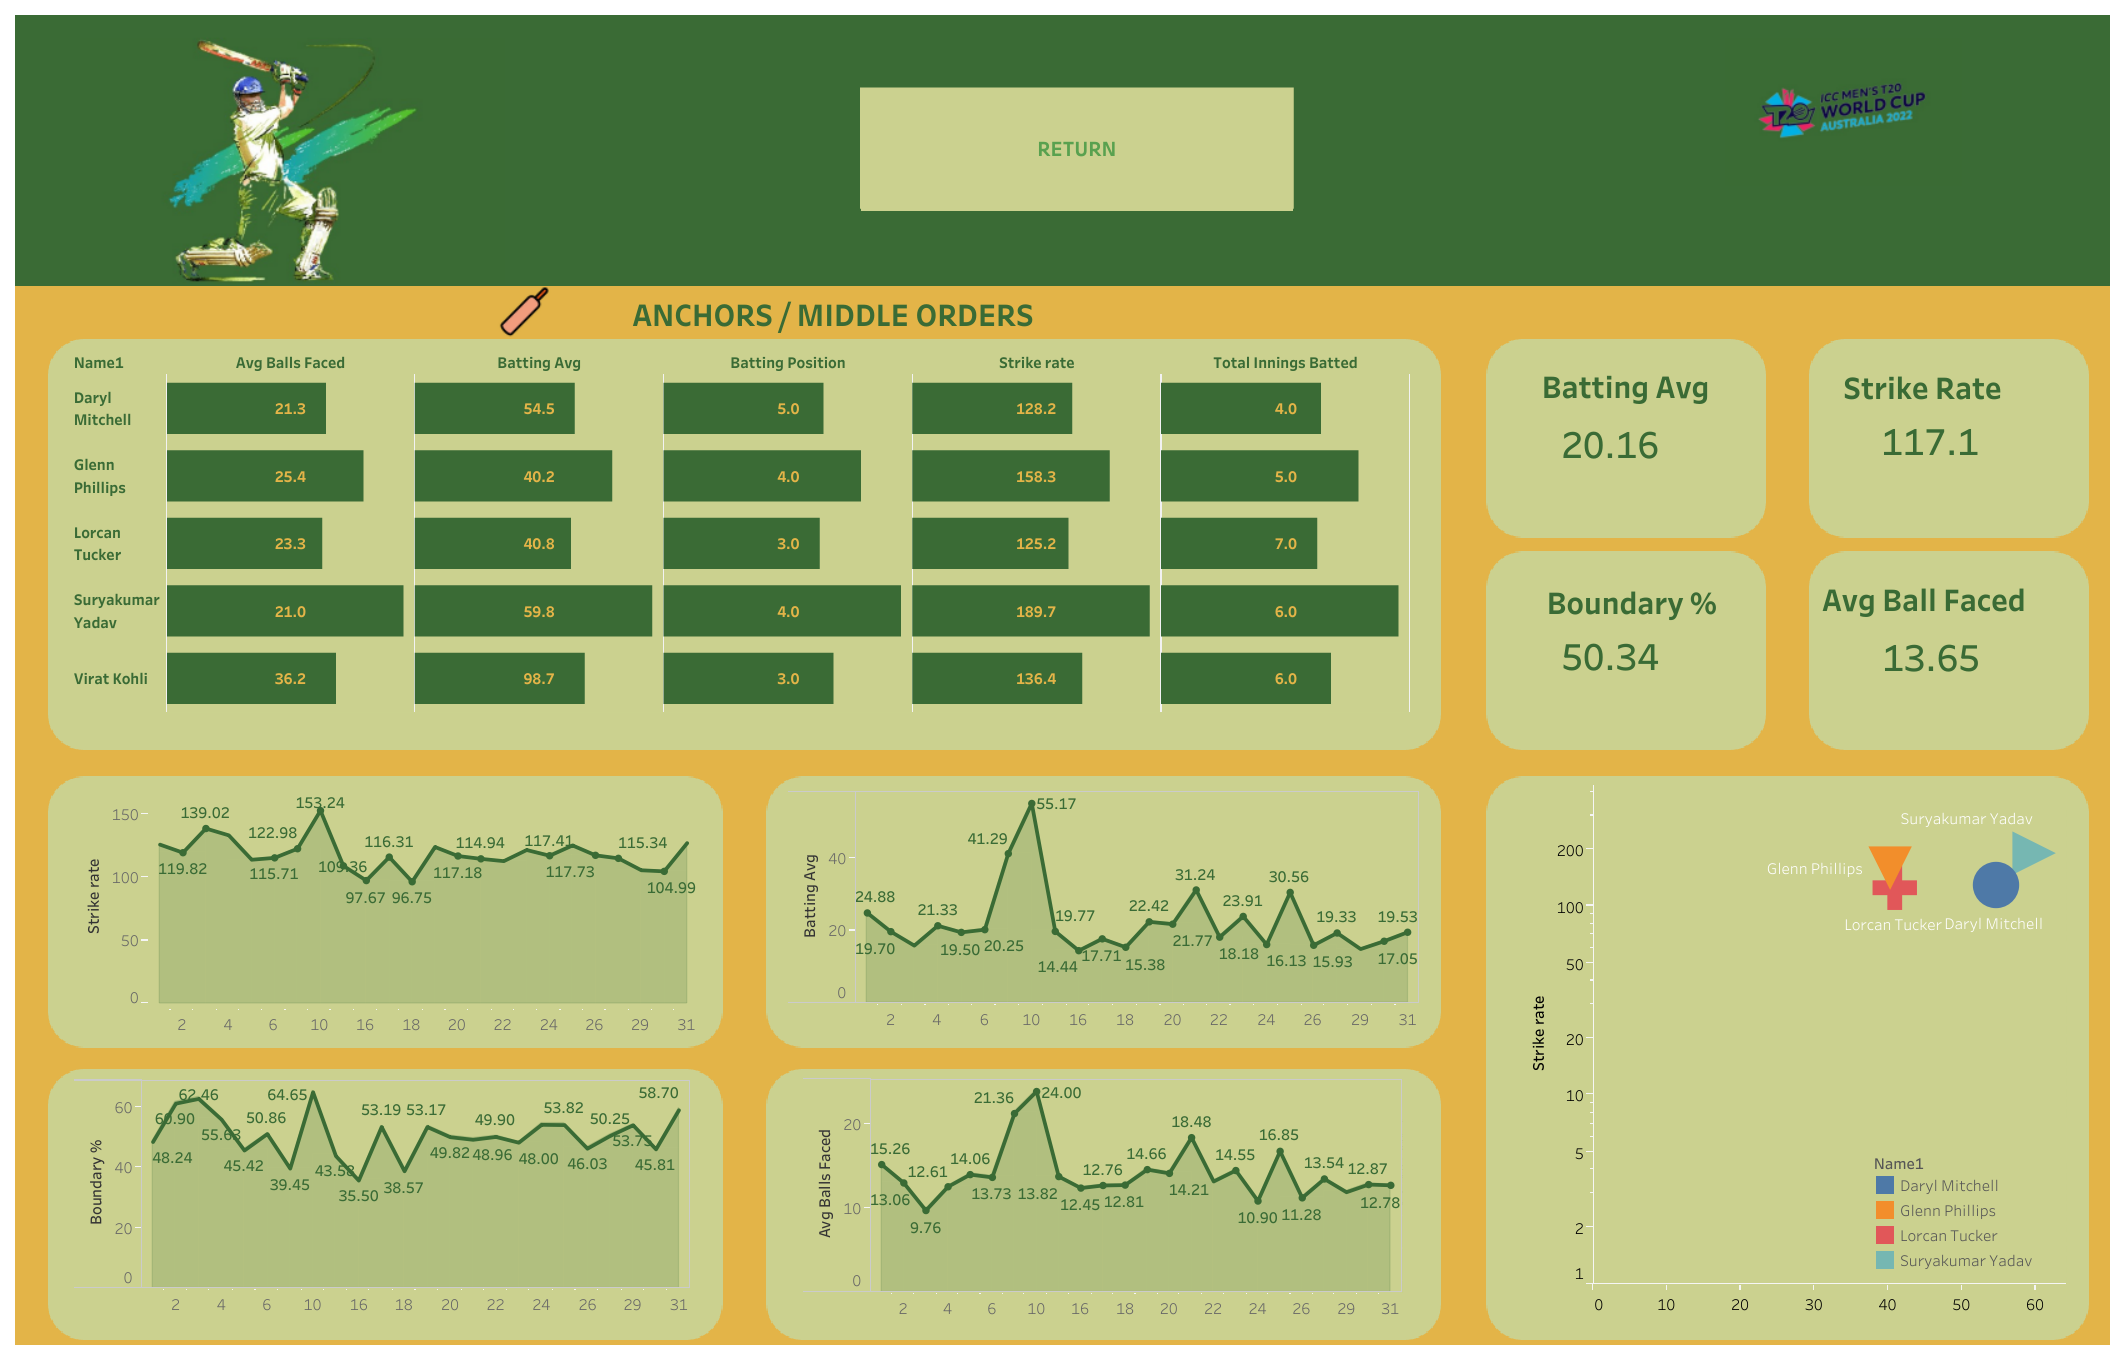 RETURN
ICC MEN'S T20
WORLD CUP
AUSTRALIA 2022
T20
ANCHORS / MIDDLE ORDERS
Name1 Avg Balls Faced Batting Avg Batting Position Strike rate Total Innings Batted
Daryl
Mitchell
21.3 54.5 5.0 128.2 4.0
Glenn
Phillips
25.4 40.2 4.0 158.3 5.0
Lorcan
Tucker
23.3 40.8 3.0 125.2 7.0
Suryakumar
Yadav
21.0 59.8 4.0 189.7 6.0
Virat Kohli 36.2 98.7 3.0 136.4 6.0
Batting Avg
20.16
Strike Rate
117.1
Boundary %
50.34
Avg Ball Faced
13.65
Strike rate
150
100
50
0
153.24
139.02
122.98 116.31 114.94 117.41 115.34
119.82 115.71 109.36 117.18 117.73
97.67 96.75 104.99
2 4 6 10 16 18 20 24 26 29 31
Batting Avg
40
20
0
55.17
41.29
24.88 21.33 19.77 22.42 31.24 23.91 30.56 19.33 19.53
19.70 19.50 20.25 14.44 17.71 15.38 21.77 18.18 16.13 15.93 17.05
2 4 6 10 16 18 20 22 24 26 29 31
Boundary %
60
40
20
0
62.46 64.65 58.70
60.90 50.86 53.19 53.17 49.90 53.82 50.25
55.63 53.75
48.24 45.42 43.58 49.82 48.96 48.00 46.03 45.81
39.45 35.50 38.57
2 4 6 10 16 18 20 22 24 26 29 31
Avg Balls Faced
20
10
0
21.36 24.00
15.26 12.61 14.06 12.76 14.66 18.48 14.55 16.85 13.54 12.87
13.06 13.73 13.82 12.45 12.81 14.21 10.90 11.28 12.78
9.76
2 4 6 10 16 18 20 22 24 26 29 31
Strike rate
200
100
50
20
10
5
2
1
Suryakumar Yadav
Glenn Phillips
Lorcan Tucker Daryl Mitchell
Name1
Daryl Mitchell
Glenn Phillips
Lorcan Tucker
Suryakumar Yadav
0 10 20 30 40 50 60